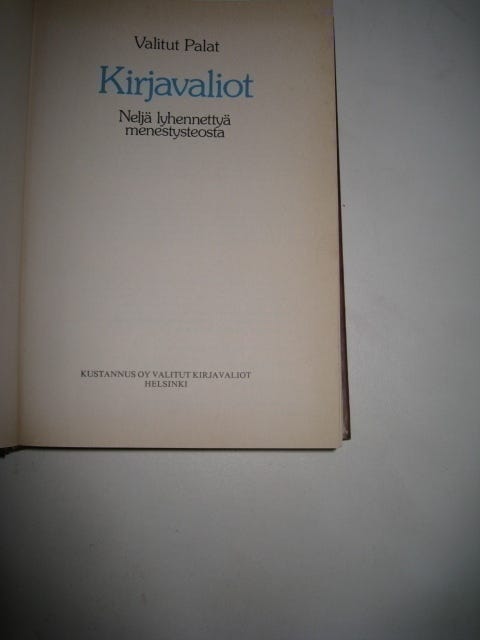 Valitut Palat
Kirjavaliot
Neljä lyhennettyä
menestysteosta
KUSTANNUS OY VALITUT KIRJAVALIOT
HELSINKI